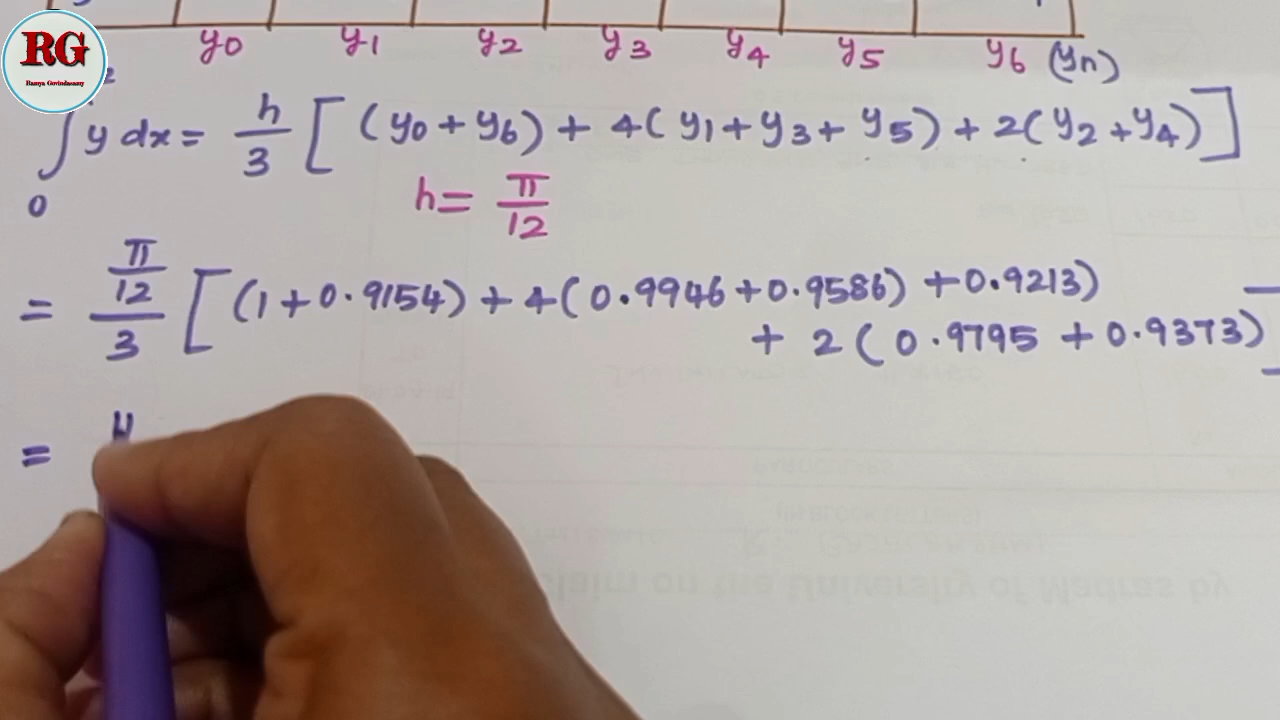 RG
Ramya Govindasamy
y0 y1 y2 y3 y4 y5 y6 (yn)
∫ y dx = h/3 [ (y0 + y6) + 4( y1 + y3 + y5 ) + 2( y2 + y4 ) ]
0
h = π/12
= π/12/3 [ (1 + 0.9154) + 4( 0.9946 + 0.9586) + 0.9213)
+ 2 ( 0.9795 + 0.9373)
=